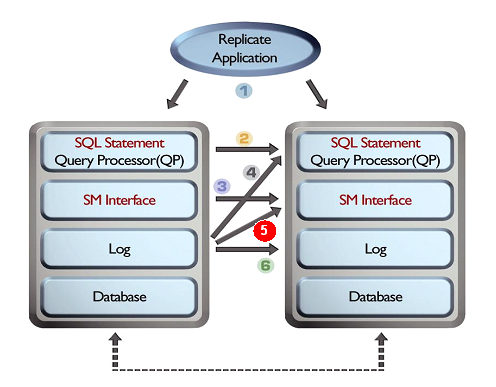 Replicate
Application
1
SQL Statement
Query Processor(QP)
2
SQL Statement
Query Processor(QP)
4
SM Interface
3
SM Interface
5
Log
Log
6
Database
Database